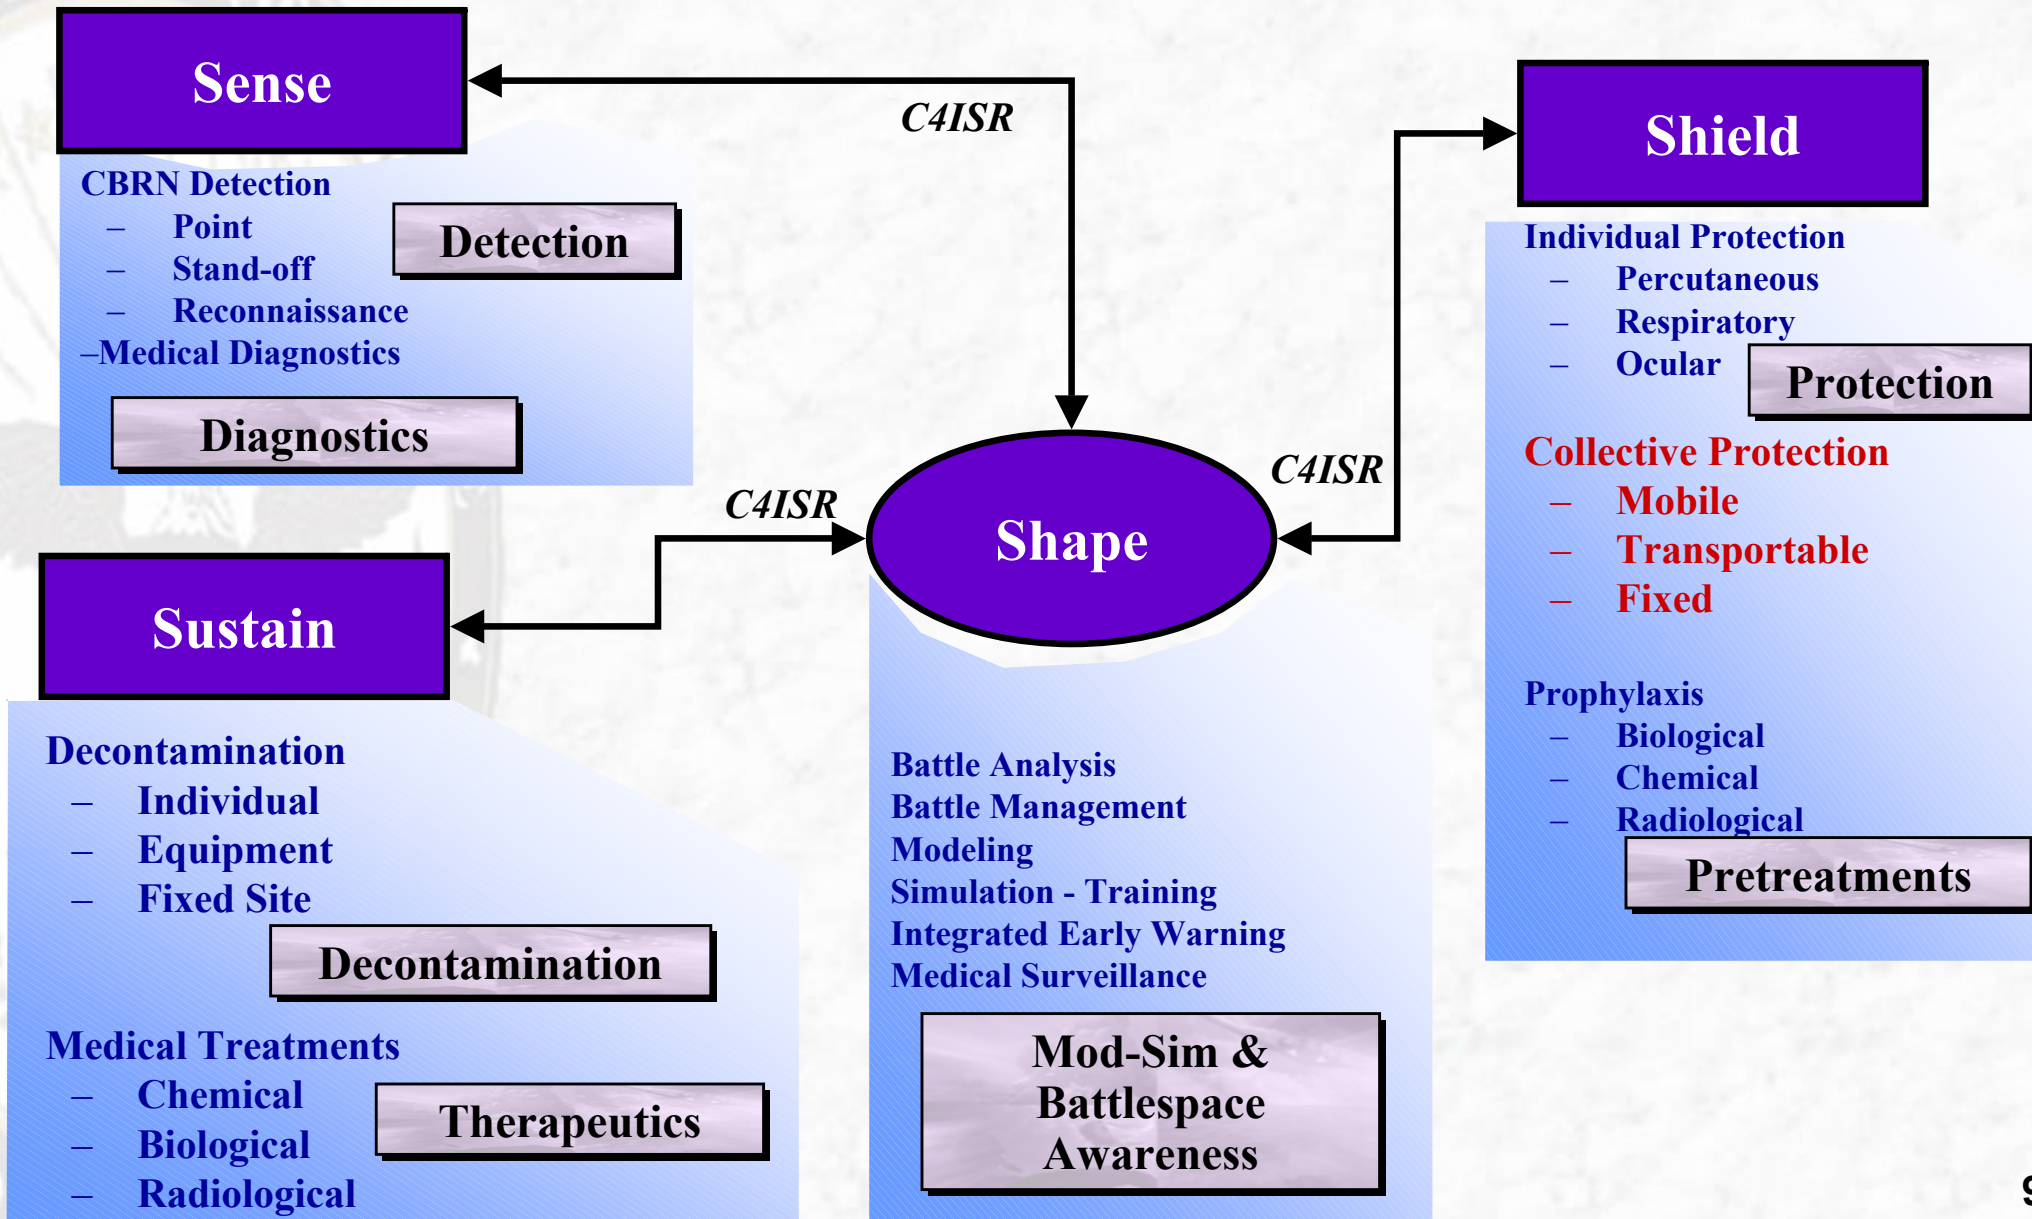 Sense
CBRN Detection
– Point
– Stand-off
– Reconnaissance
–Medical Diagnostics
Detection
Diagnostics
C4ISR
Shield
Individual Protection
– Percutaneous
– Respiratory
– Ocular
Protection
Collective Protection
– Mobile
– Transportable
– Fixed
Prophylaxis
– Biological
– Chemical
– Radiological
Pretreatments
C4ISR
C4ISR
Shape
Battle Analysis
Battle Management
Modeling
Simulation - Training
Integrated Early Warning
Medical Surveillance
Mod-Sim &
Battlespace
Awareness
Sustain
Decontamination
– Individual
– Equipment
– Fixed Site
Decontamination
Medical Treatments
– Chemical
– Biological
– Radiological
Therapeutics